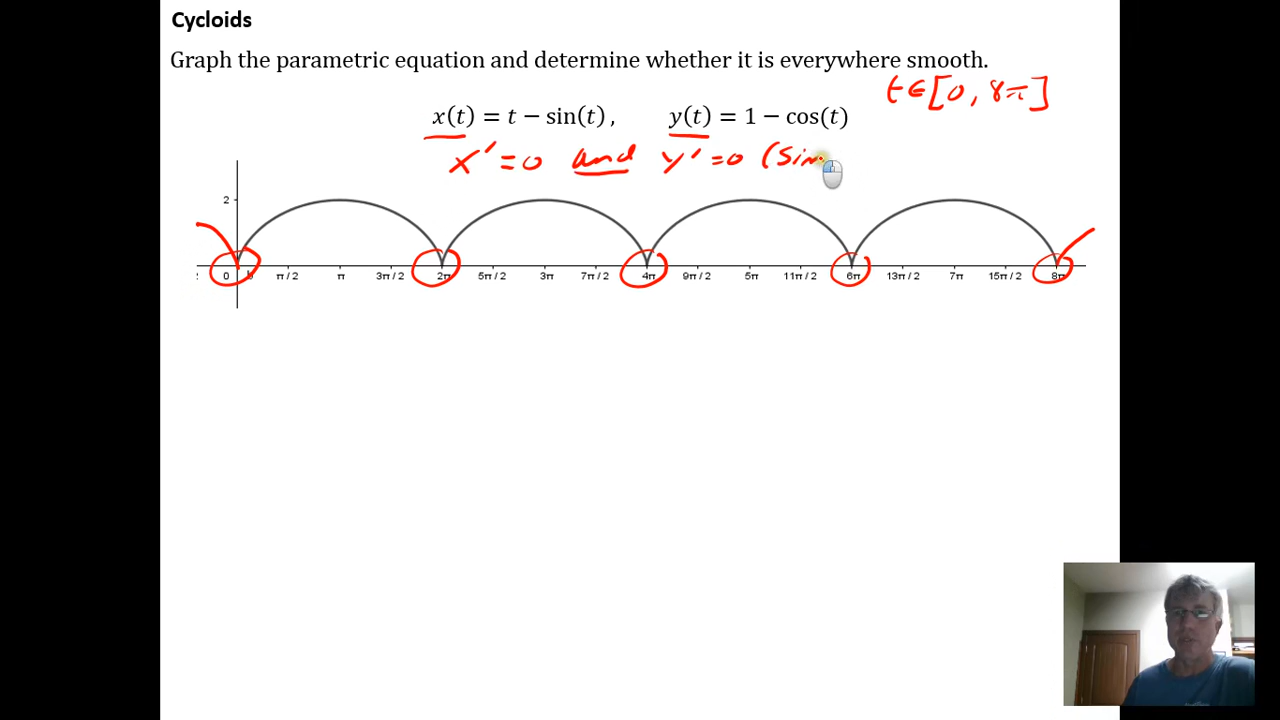 Cycloids
Graph the parametric equation and determine whether it is everywhere smooth.
t ∈ [0, 8π]
x(t) = t − sin(t), y(t) = 1 − cos(t)
x' = 0 and y' = 0 (Sim
2
0 π/2 π 3π/2 2π 5π/2 3π 7π/2 4π 9π/2 5π 11π/2 6π 13π/2 7π 15π/2 8π